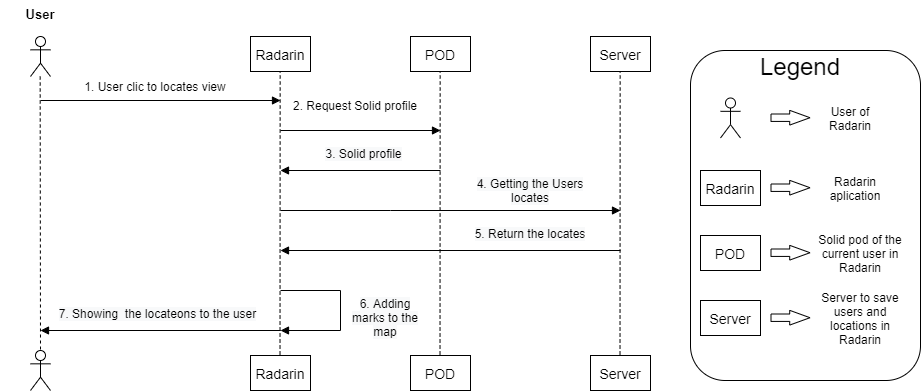 User
Radarin
POD
Server
1. User clic to locates view
2. Request Solid profile
3. Solid profile
4. Getting the Users
locates
5. Return the locates
6. Adding
marks to the
map
7. Showing  the locateons to the user
Radarin
POD
Server
Legend
User of
Radarin
Radarin
Radarin
aplication
POD
Solid pod of the
current user in
Radarin
Server
Server to save
users and
locations in
Radarin